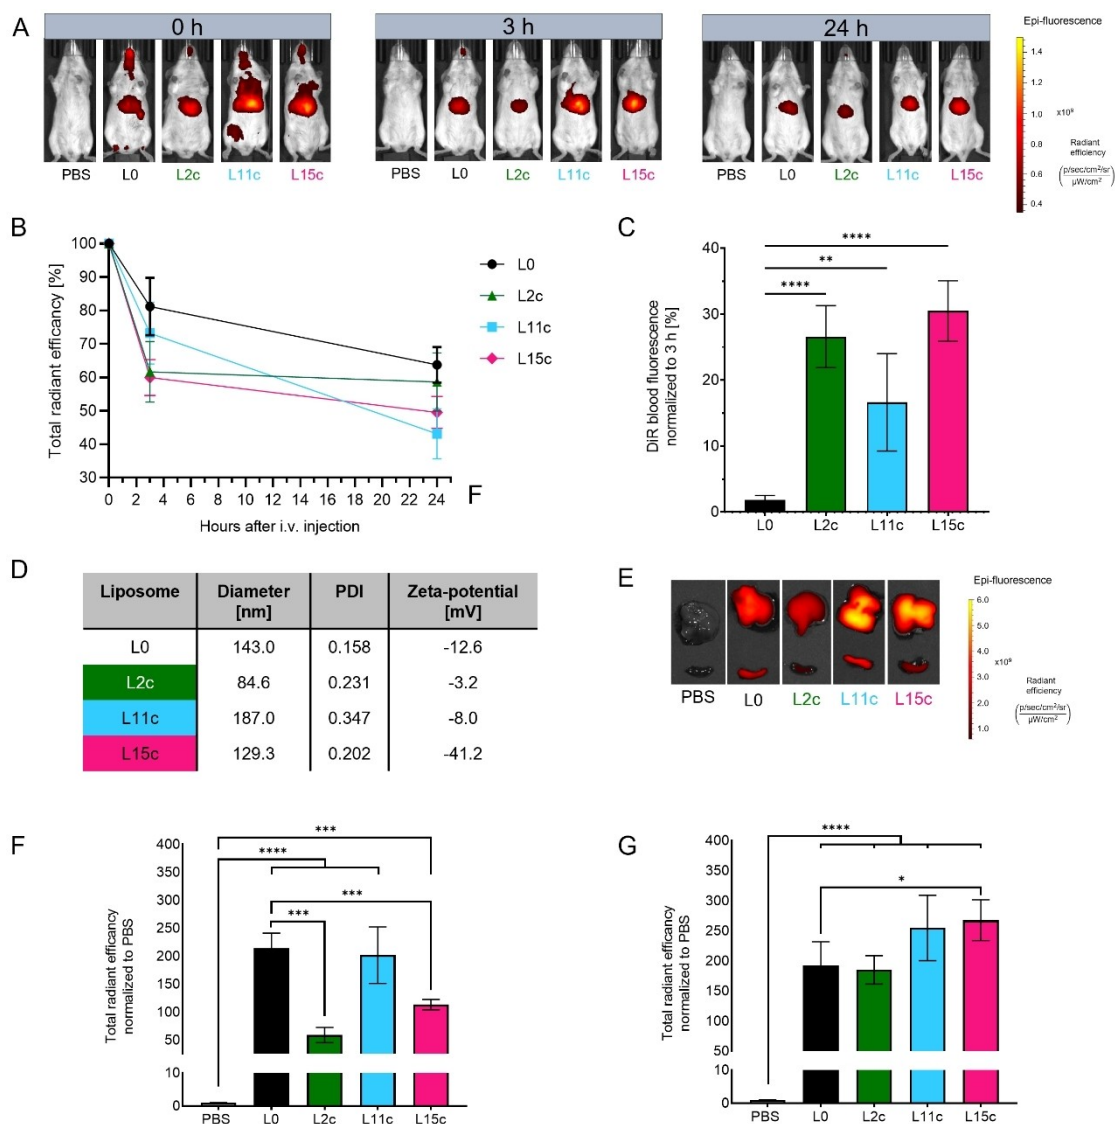 A
0 h
3 h
24 h
Epi-fluorescence
1.4
1.2
1.0
x10⁹
0.8
0.6
0.4
Radiant
efficiency
(p/sec/cm²/sr
µW/cm²)
PBS L0 L2c L11c L15c
PBS L0 L2c L11c L15c
PBS L0 L2c L11c L15c
B
Total radiant efficancy [%]
100
90
80
70
60
50
40
30
0 2 4 6 8 10 12 14 16 18 20 22 24
Hours after i.v. injection
L0
L2c
L11c
L15c
F
C
DiR blood fluorescence
normalized to 3 h [%]
40
30
20
10
0
****
**
****
L0 L2c L11c L15c
D
Liposome Diameter [nm] PDI Zeta-potential [mV]
L0 143.0 0.158 -12.6
L2c 84.6 0.231 -3.2
L11c 187.0 0.347 -8.0
L15c 129.3 0.202 -41.2
E
PBS L0 L2c L11c L15c
Epi-fluorescence
6.0
5.0
4.0
3.0
2.0
1.0
Radiant
efficiency
(p/sec/cm²/sr
µW/cm²)
F
Total radiant efficancy
normalized to PBS
400
350
300
250
200
150
100
50
10
0
***
****
***
***
PBS L0 L2c L11c L15c
G
Total radiant efficancy
normalized to PBS
400
350
300
250
200
150
100
50
10
0
****
*
PBS L0 L2c L11c L15c